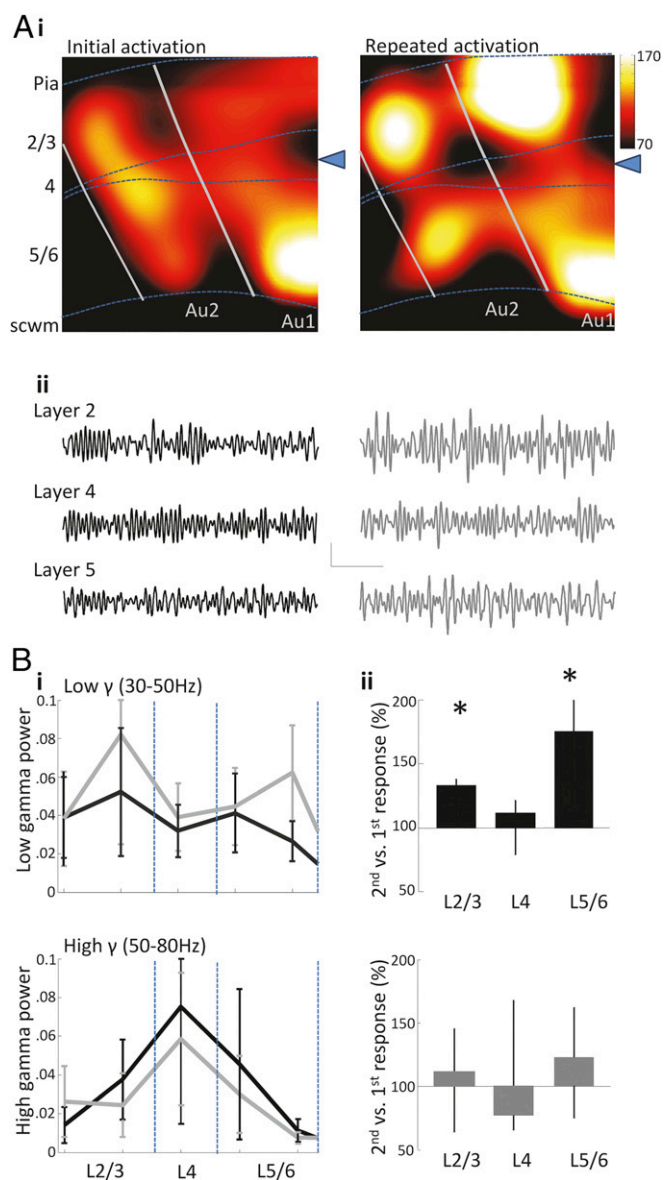 A i
Initial activation
Repeated activation
Pia
2/3
4
5/6
scwm
Au2
Au1
Au2
Au1
170
70
ii
Layer 2
Layer 4
Layer 5
B
i
Low γ (30-50Hz)
Low gamma power
0.1
.08
.06
.04
.02
0
ii
2nd vs. 1st response (%)
200
150
100
50
*
*
L2/3
L4
L5/6
High γ (50-80Hz)
High gamma power
0.1
.08
.06
.04
.02
0
L2/3
L4
L5/6
2nd vs. 1st response (%)
200
150
100
50
L2/3
L4
L5/6